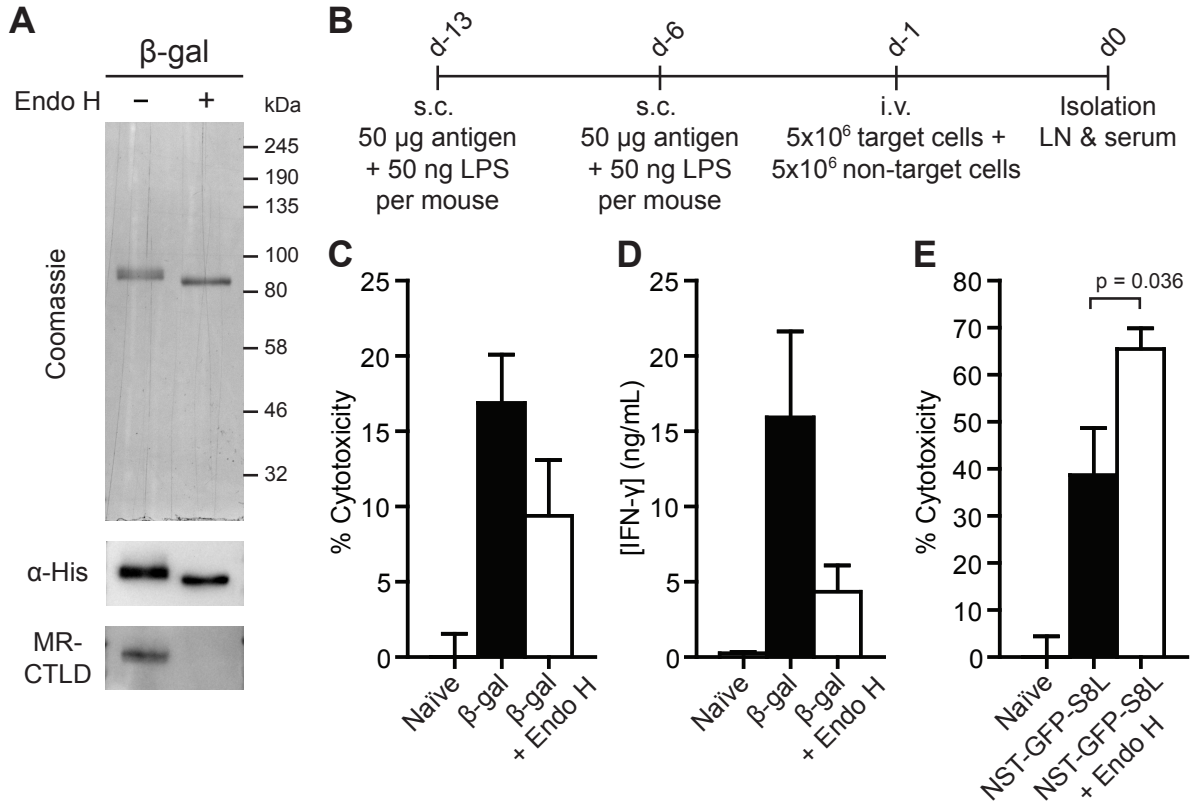 A
β-gal
Endo H – + kDa
245
190
135
100
80
58
46
32
Coomassie
α-His
MR-
CTLD
B
d-13
d-6
d-1
d0
s.c.
50 µg antigen
+ 50 ng LPS
per mouse
s.c.
50 µg antigen
+ 50 ng LPS
per mouse
i.v.
5x10⁶ target cells +
5x10⁶ non-target cells
Isolation
LN & serum
C
% Cytotoxicity
25
20
15
10
5
0
Naïve
β-gal
β-gal
+ Endo H
D
[IFN-γ] (ng/mL)
25
20
15
10
5
0
Naïve
β-gal
β-gal
+ Endo H
E
% Cytotoxicity
80
70
60
50
40
30
20
10
0
p = 0.036
Naïve
NST-GFP-S8L
NST-GFP-S8L
+ Endo H